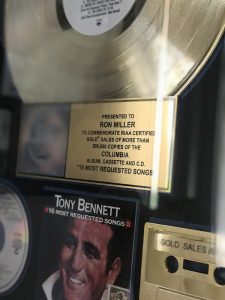 PRESENTED TO
RON MILLER
TO COMMEMORATE RIAA CERTIFIED
GOLD® SALES OF MORE THAN
500,000 COPIES OF THE
COLUMBIA
ALBUM, CASSETTE AND C.D.
"16 MOST REQUESTED SONGS"
TONY BENNETT
16 MOST REQUESTED SONGS
GOLD SALES A